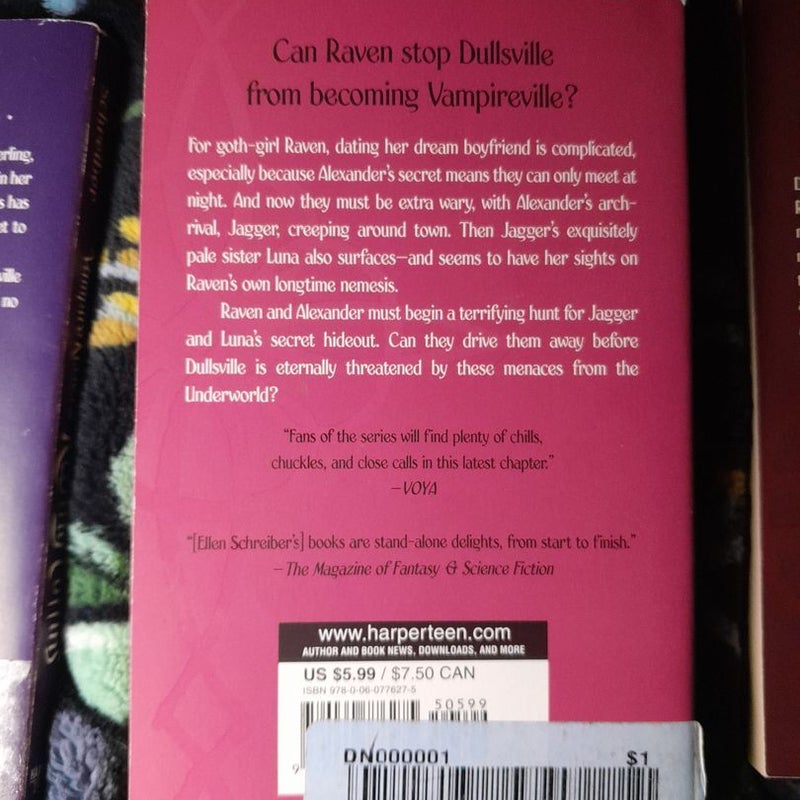 Can Raven stop Dullsville
from becoming Vampireville?
For goth-girl Raven, dating her dream boyfriend is complicated,
especially because Alexander's secret means they can only meet at
night. And now they must be extra wary, with Alexander's arch-
rival, Jagger, creeping around town. Then Jagger's exquisitely
pale sister Luna also surfaces—and seems to have her sights on
Raven's own longtime nemesis.
Raven and Alexander must begin a terrifying hunt for Jagger
and Luna's secret hideout. Can they drive them away before
Dullsville is eternally threatened by these menaces from the
Underworld?
"Fans of the series will find plenty of chills,
chuckles, and close calls in this latest chapter."
—VOYA
"[Ellen Schreiber's] books are stand-alone delights, from start to finish."
—The Magazine of Fantasy & Science Fiction
www.harperteen.com
AUTHOR AND BOOK NEWS, DOWNLOADS, AND MORE
US $5.99 / $7.50 CAN
ISBN 978-0-06-077627-5
50599
9
DN000001 $1
n her
s has
t to
ville
no